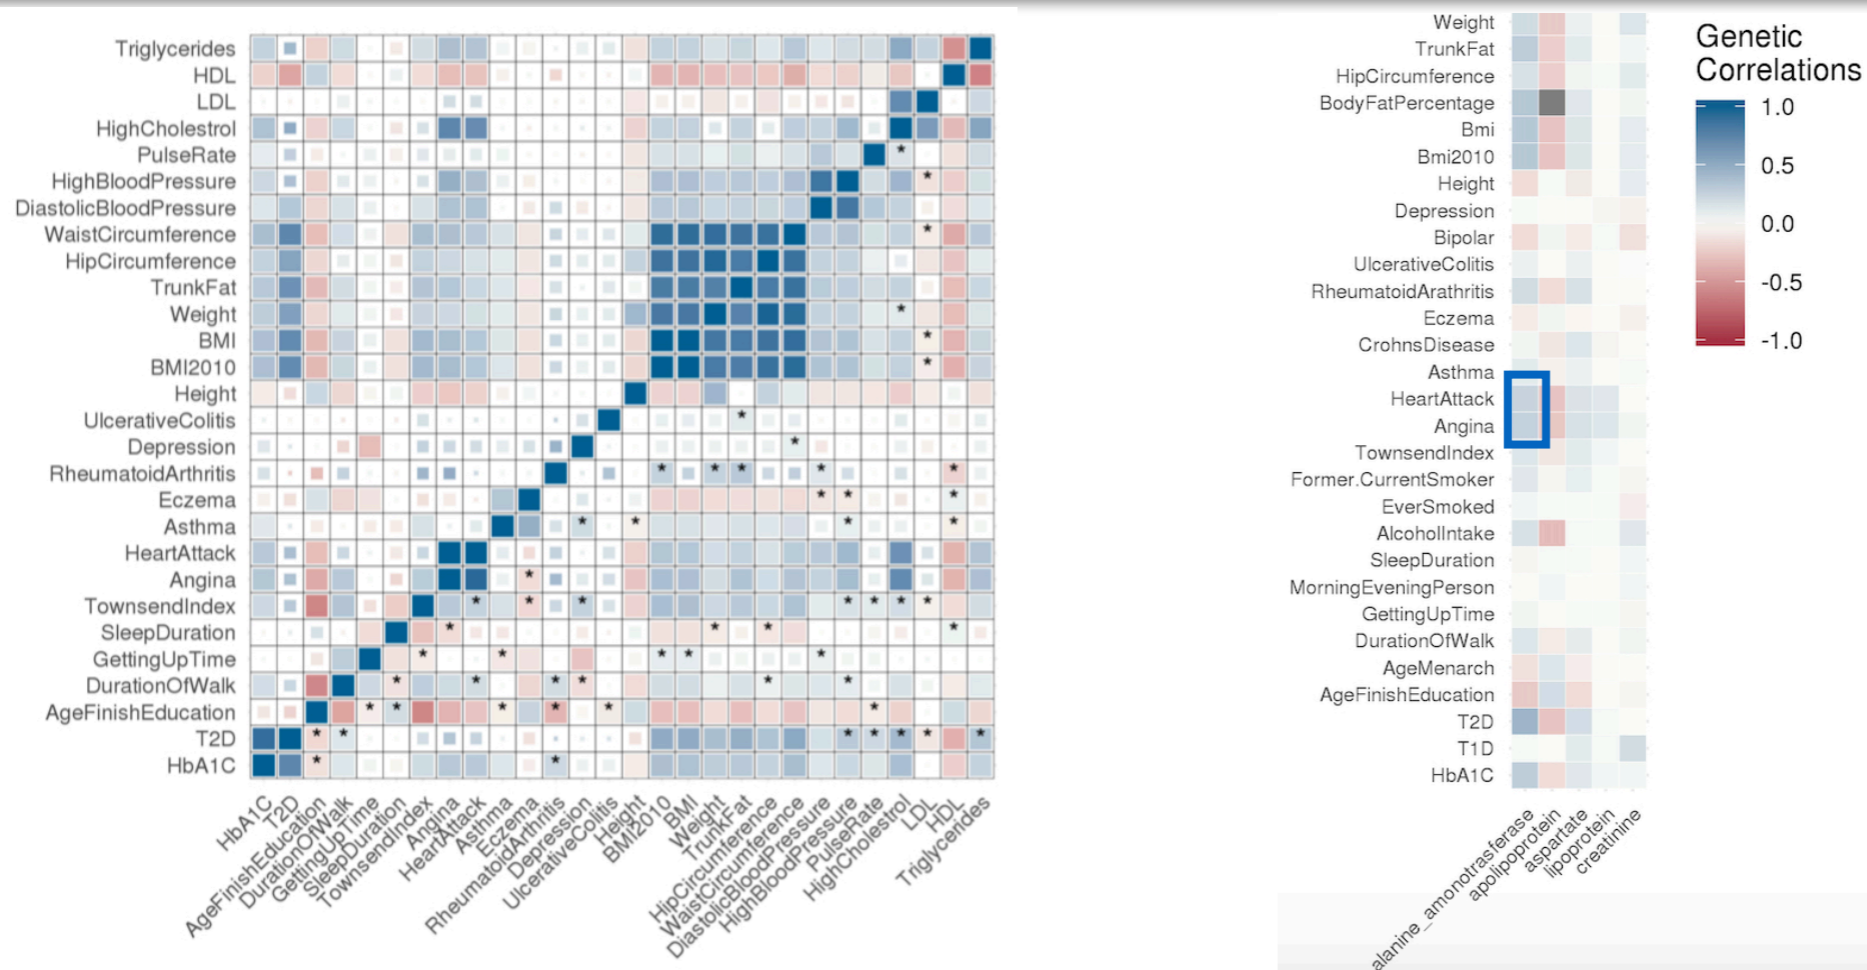 Triglycerides
HDL
LDL
HighCholestrol
PulseRate
HighBloodPressure
DiastolicBloodPressure
WaistCircumference
HipCircumference
TrunkFat
Weight
BMI
BMI2010
Height
UlcerativeColitis
Depression
RheumatoidArthritis
Eczema
Asthma
HeartAttack
Angina
TownsendIndex
SleepDuration
GettingUpTime
DurationOfWalk
AgeFinishEducation
T2D
HbA1C
HbA1C
T2D
AgeFinishEducation
DurationOfWalk
GettingUpTime
SleepDuration
TownsendIndex
Angina
HeartAttack
Asthma
Eczema
RheumatoidArthritis
Depression
UlcerativeColitis
Height
BMI2010
BMI
Weight
TrunkFat
HipCircumference
WaistCircumference
DiastolicBloodPressure
HighBloodPressure
PulseRate
HighCholestrol
LDL
HDL
Triglycerides
Weight
TrunkFat
HipCircumference
BodyFatPercentage
Bmi
Bmi2010
Height
Depression
Bipolar
UlcerativeColitis
RheumatoidArathritis
Eczema
CrohnsDisease
Asthma
HeartAttack
Angina
TownsendIndex
Former.CurrentSmoker
EverSmoked
AlcoholIntake
SleepDuration
MorningEveningPerson
GettingUpTime
DurationOfWalk
AgeMenarch
AgeFinishEducation
T2D
T1D
HbA1C
alanine_amonotrasferase
apolipoprotein
aspartate
lipoprotein
creatinine
Genetic
Correlations
1.0
0.5
0.0
-0.5
-1.0